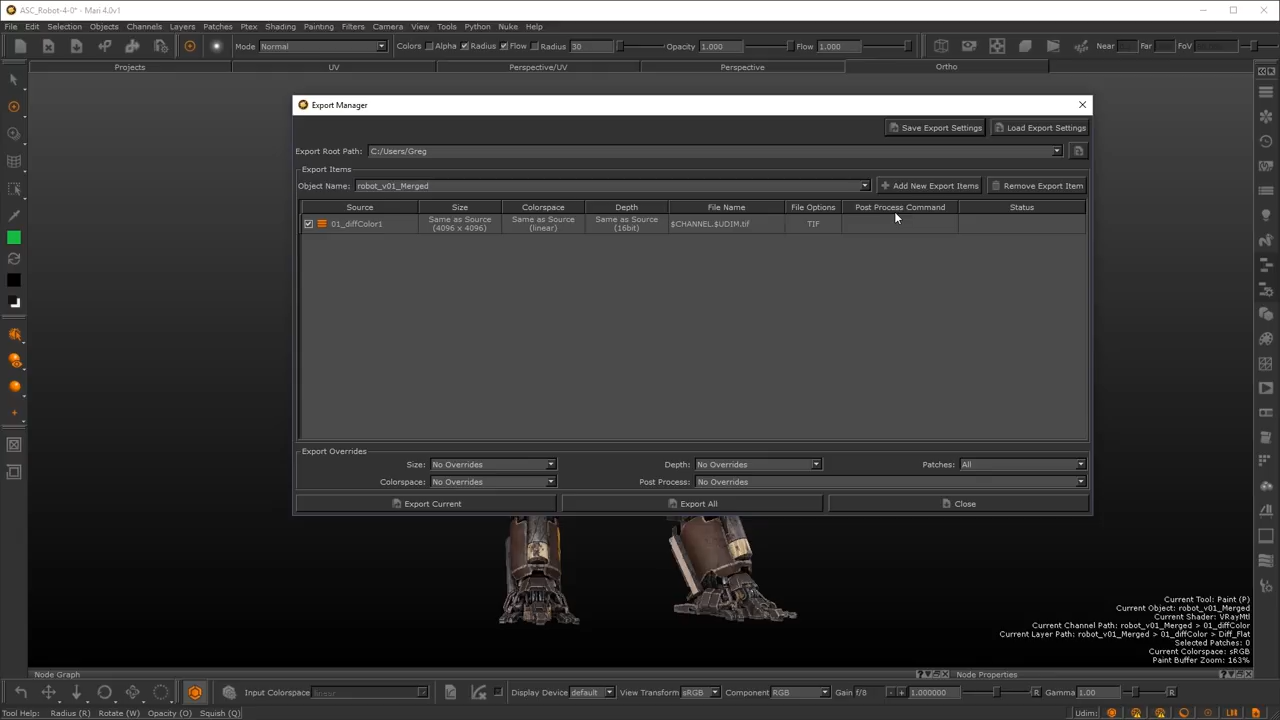 ASC_Robot-4-0* - Mari 4.0v1
File Edit Selection Objects Channels Layers Patches Ptex Shading Painting Filters Camera View Tools Python Nuke Help
Mode Normal Colors Alpha Radius Flow Radius 30 Opacity 1.000 Flow 1.000 Near Far FoV
Projects UV Perspective/UV Perspective Ortho
Export Manager
Save Export Settings Load Export Settings
Export Root Path: C:/Users/Greg
Export Items
Object Name: robot_v01_Merged Add New Export Items Remove Export Item
Source Size Colorspace Depth File Name File Options Post Process Command Status
01_diffColor1 Same as Source (4096 x 4096) Same as Source (linear) Same as Source (16bit) $CHANNEL.$UDIM.tif TIF
Export Overrides
Size: No Overrides Depth: No Overrides Patches: All
Colorspace: No Overrides Post Process: No Overrides
Export Current Export All Close
Current Tool: Paint (P)
Current Object: robot_v01_Merged
Current Shader: VRayMtl
Current Channel Path: robot_v01_Merged > 01_diffColor
Current Layer Path: robot_v01_Merged > 01_diffColor > Diff_Flat
Selected Patches: 0
Current Colorspace: sRGB
Paint Buffer Zoom: 163%
Node Graph Node Properties
Input Colorspace linear Display Device default View Transform sRGB Component RGB Gain f/8 - + 1.000000 R Gamma 1.00 R
Tool Help: Radius (R) Rotate (W) Opacity (O) Squish (Q) Udim: